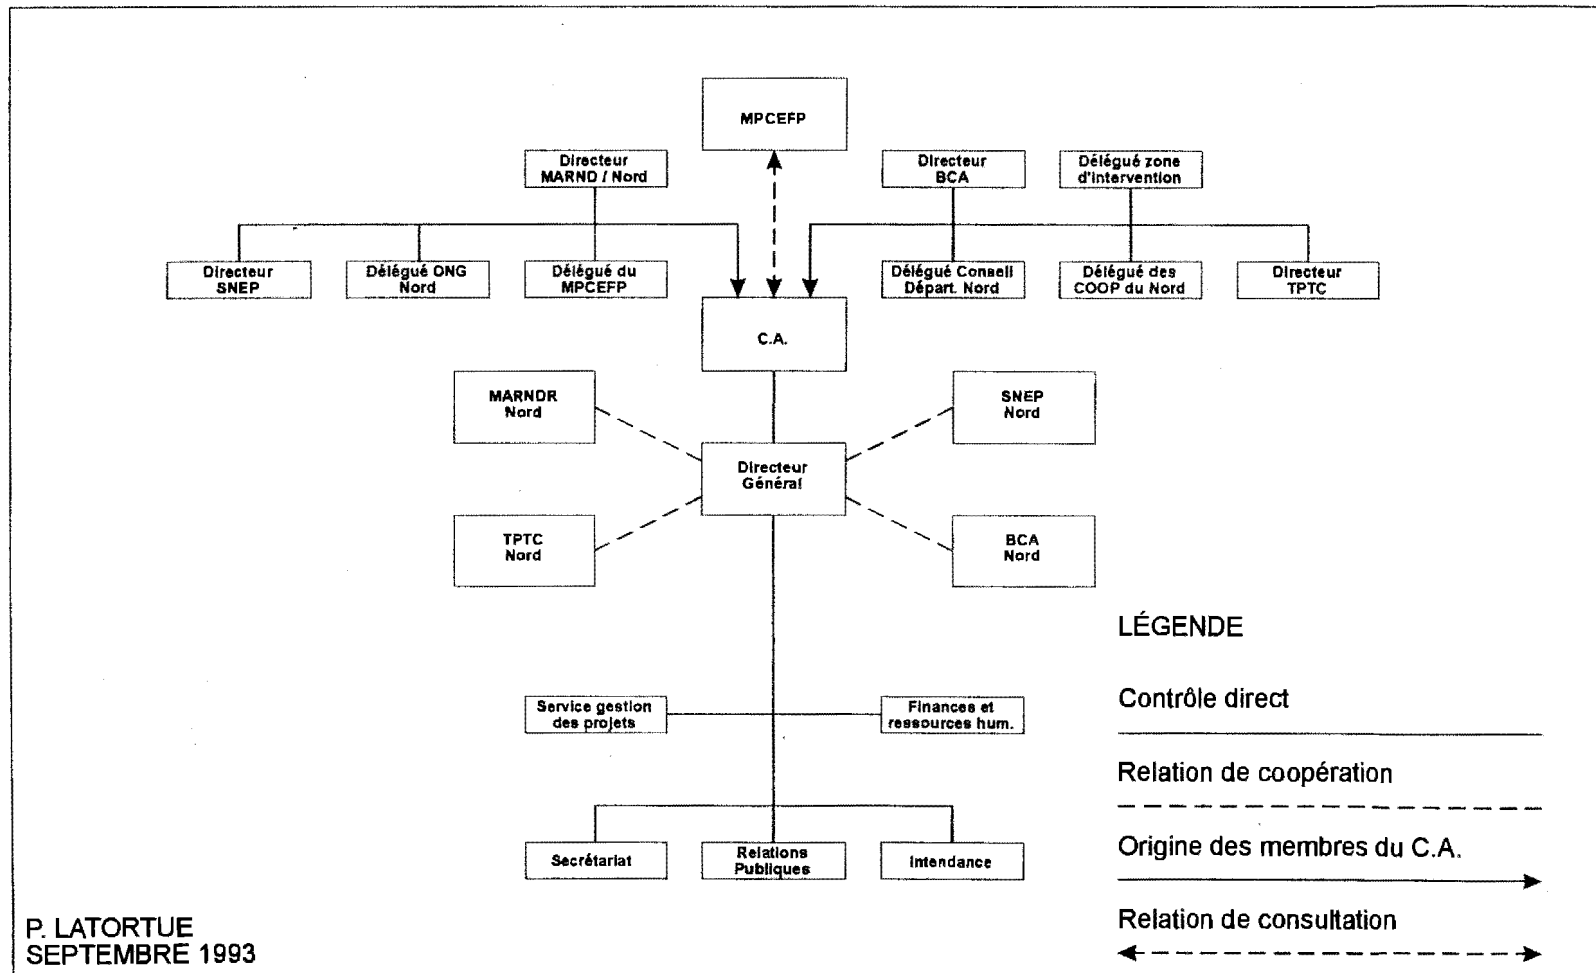 MPCEFP
Directeur
MARND / Nord
Directeur
BCA
Délégué zone
d'intervention
Directeur
SNEP
Délégué ONG
Nord
Délégué du
MPCEFP
Délégué Conseil
Départ. Nord
Délégué des
COOP du Nord
Directeur
TPTC
C.A.
MARNDR
Nord
SNEP
Nord
Directeur
Général
TPTC
Nord
BCA
Nord
LÉGENDE
Contrôle direct
Relation de coopération
Origine des membres du C.A.
Relation de consultation
Service gestion
des projets
Finances et
ressources hum.
Secrétariat
Relations
Publiques
Intendance
P. LATORTUE
SEPTEMBRE 1993